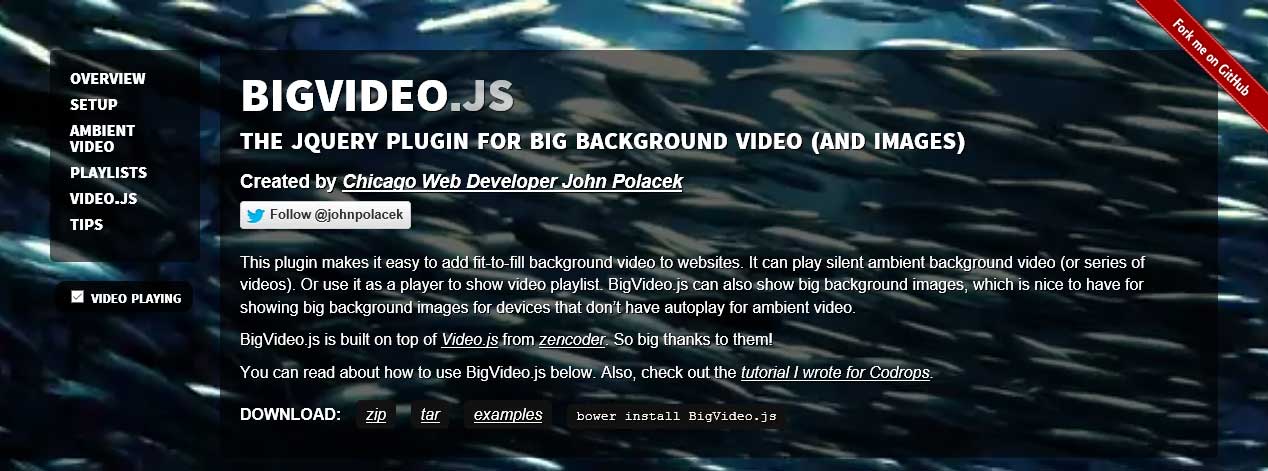 Fork me on GitHub
OVERVIEW
SETUP
AMBIENT
VIDEO
PLAYLISTS
VIDEO.JS
TIPS
VIDEO PLAYING
BIGVIDEO.JS
THE JQUERY PLUGIN FOR BIG BACKGROUND VIDEO (AND IMAGES)
Created by Chicago Web Developer John Polacek
Follow @johnpolacek
This plugin makes it easy to add fit-to-fill background video to websites. It can play silent ambient background video (or series of
videos). Or use it as a player to show video playlist. BigVideo.js can also show big background images, which is nice to have for
showing big background images for devices that don't have autoplay for ambient video.
BigVideo.js is built on top of Video.js from zencoder. So big thanks to them!
You can read about how to use BigVideo.js below. Also, check out the tutorial I wrote for Codrops.
DOWNLOAD: zip tar examples bower install BigVideo.js